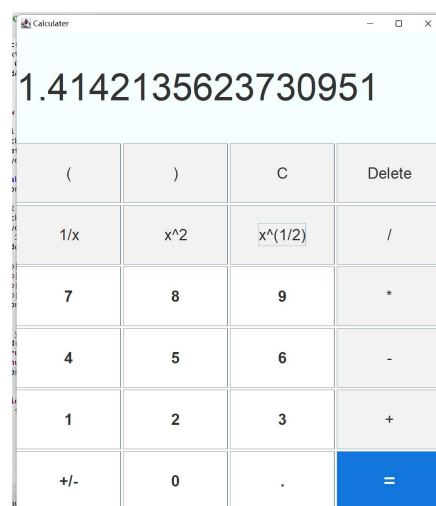 Calculater
1.4142135623730951
( ) C Delete
1/x x^2 x^(1/2) /
7 8 9 *
4 5 6 -
1 2 3 +
+/- 0 . =